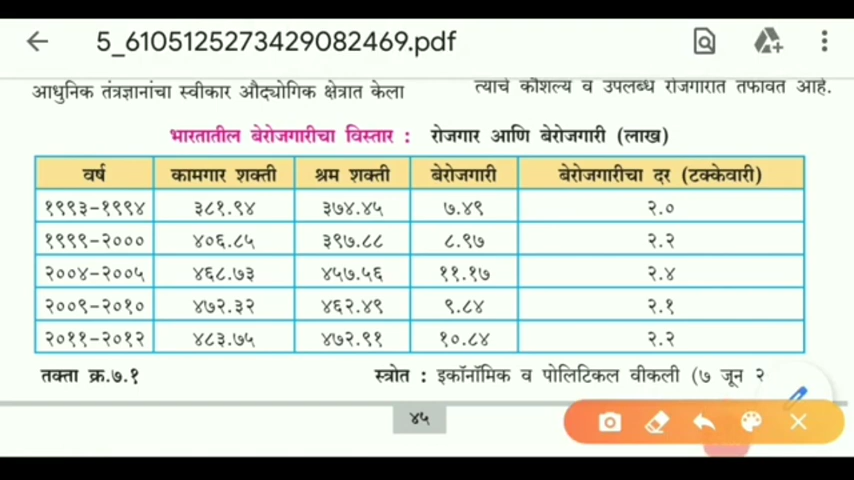 5_6105125273429082469.pdf
आधुनिक तंत्रज्ञानांचा स्वीकार औद्योगिक क्षेत्रात केला
त्यांचे कौशल्य व उपलब्ध रोजगारात तफावत आहे.
भारतातील बेरोजगारीचा विस्तार : रोजगार आणि बेरोजगारी (लाख)
वर्ष कामगार शक्ती श्रम शक्ती बेरोजगारी बेरोजगारीचा दर (टक्केवारी)
१९९३-१९९४ ३८१.९४ ३७४.४५ ७.४९ २.०
१९९९-२००० ४०६.८५ ३९७.८८ ८.९७ २.२
२००४-२००५ ४६८.७३ ४५७.५६ ११.१७ २.४
२००९-२०१० ४७२.३२ ४६२.४९ ९.८४ २.१
२०११-२०१२ ४८३.७५ ४७२.९१ १०.८४ २.२
तक्ता क्र.७.१ स्त्रोत : इकॉनॉमिक व पोलिटिकल वीकली (७ जून २
४५